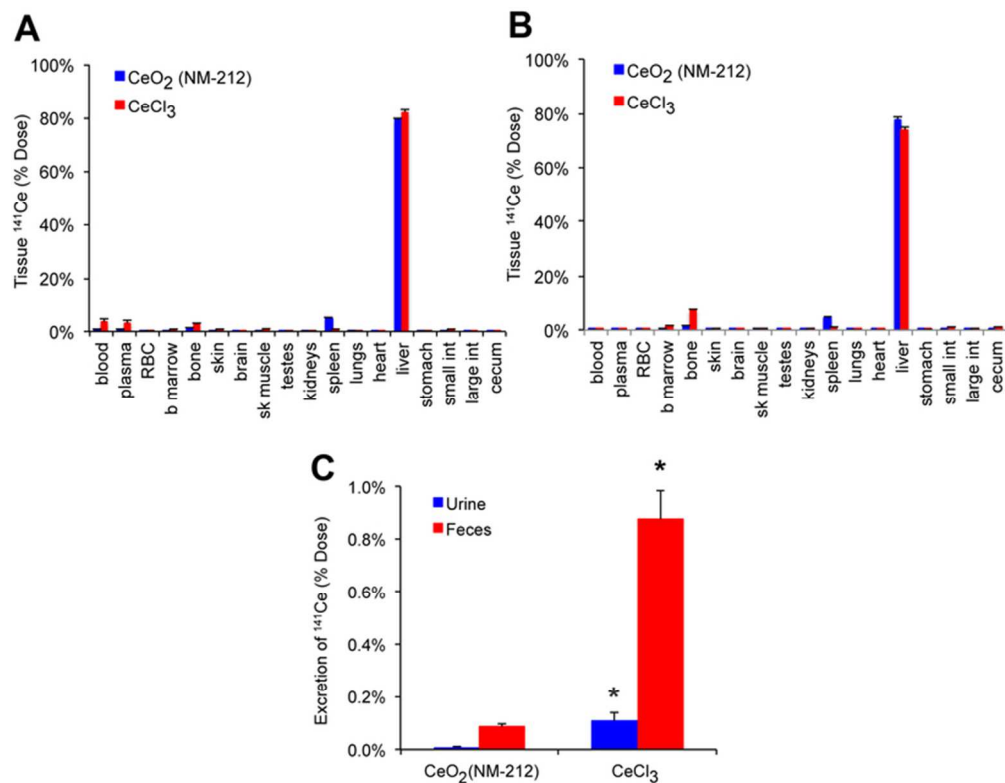 A
CeO₂ (NM-212)
CeCl₃
Tissue ¹⁴¹Ce (% Dose)
100%
80%
60%
40%
20%
0%
blood
plasma
RBC
b marrow
bone
skin
brain
sk muscle
testes
kidneys
spleen
lungs
heart
liver
stomach
small int
large int
cecum
B
CeO₂ (NM-212)
CeCl₃
Tissue ¹⁴¹Ce (% Dose)
100%
80%
60%
40%
20%
0%
blood
plasma
RBC
b marrow
bone
skin
brain
sk muscle
testes
kidneys
spleen
lungs
heart
liver
stomach
small int
large int
cecum
C
Urine
Feces
Excretion of ¹⁴¹Ce (% Dose)
1.0%
0.8%
0.6%
0.4%
0.2%
0.0%
*
*
CeO₂(NM-212)
CeCl₃